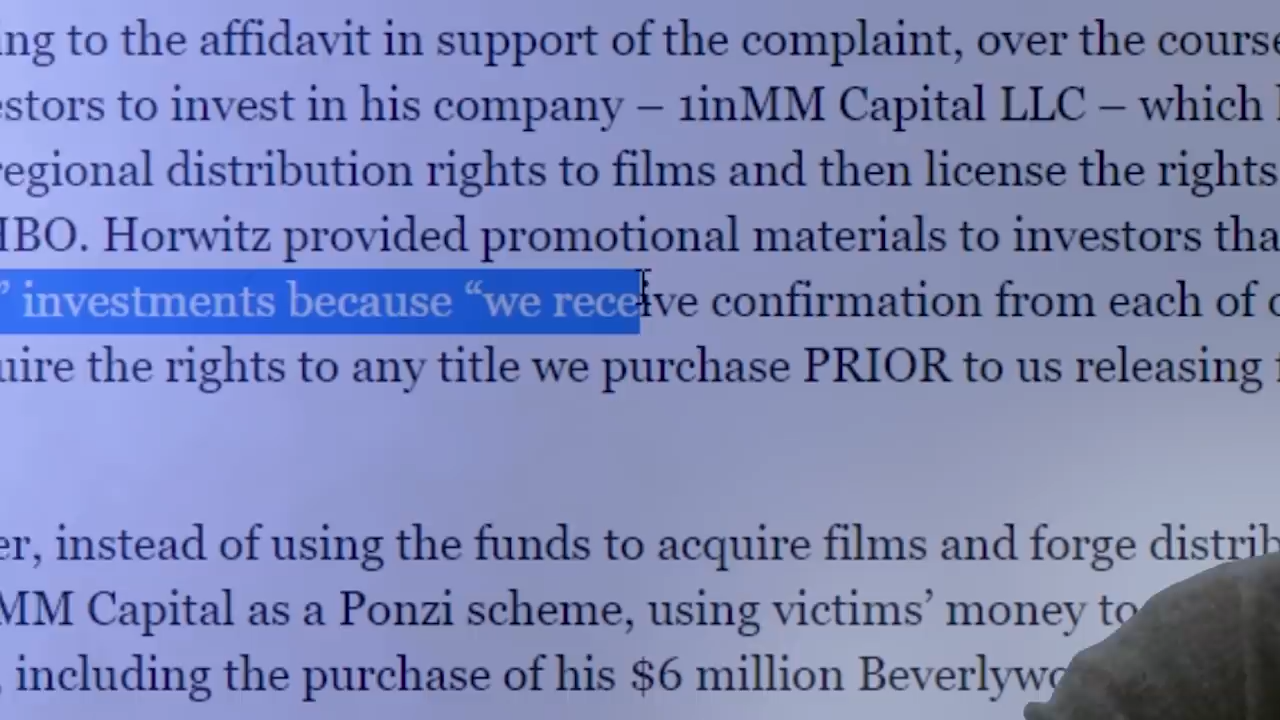 ing to the affidavit in support of the complaint, over the course
estors to invest in his company – 1inMM Capital LLC – which
regional distribution rights to films and then license the rights
HBO. Horwitz provided promotional materials to investors tha
” investments because “we receive confirmation from each of
uire the rights to any title we purchase PRIOR to us releasing
er, instead of using the funds to acquire films and forge distrib
MM Capital as a Ponzi scheme, using victims’ money to
, including the purchase of his $6 million Beverlywo